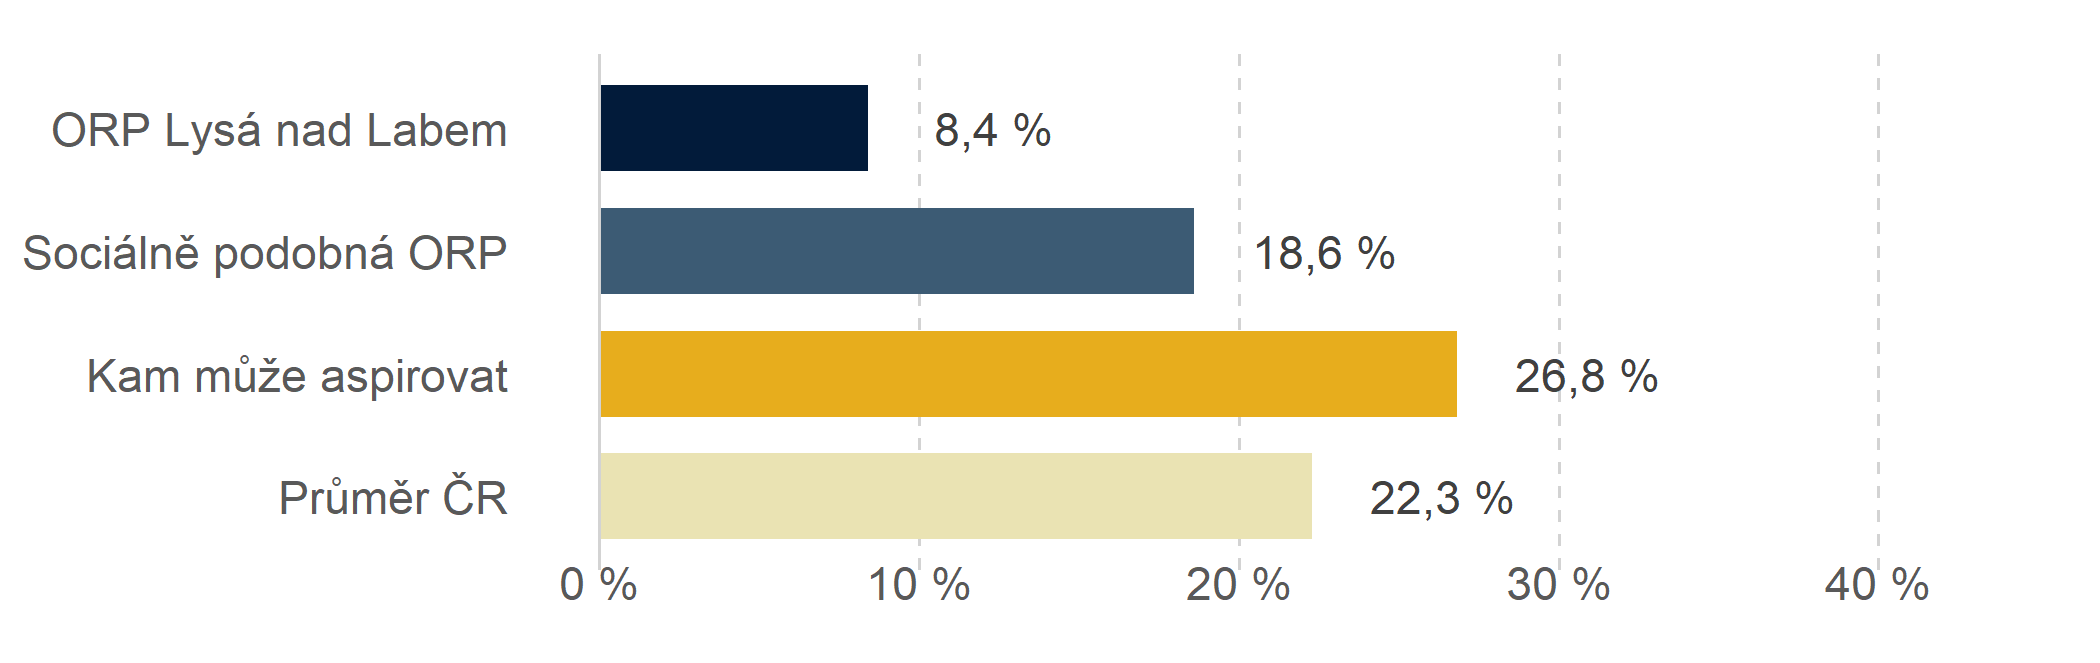 ORP Lysá nad Labem
8,4 %
Sociálně podobná ORP
18,6 %
Kam může aspirovat
26,8 %
Průměr ČR
22,3 %
0 %
10 %
20 %
30 %
40 %